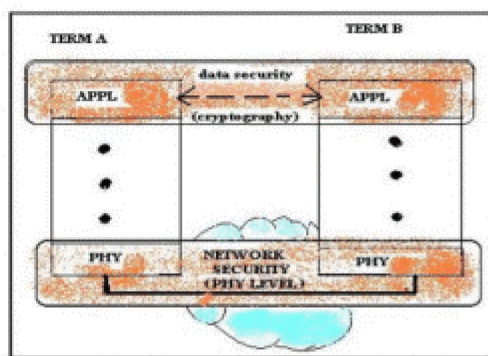 TERM A
TERM B
data security
APPL
APPL
(cryptography)
PHY
NETWORK
SECURITY
(PHY LEVEL)
PHY